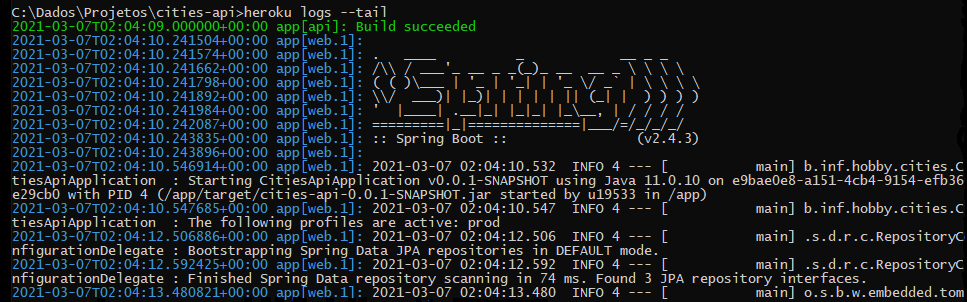 C:\Dados\Projetos\cities-api>heroku logs --tail
2021-03-07T02:04:09.000000+00:00 app[api]: Build succeeded
2021-03-07T02:04:10.241504+00:00 app[web.1]:
2021-03-07T02:04:10.241574+00:00 app[web.1]:   .   ____          _            __ _ _
2021-03-07T02:04:10.241662+00:00 app[web.1]:  /\\ / ___'_ __ _ _(_)_ __  __ _ \ \ \ \
2021-03-07T02:04:10.241798+00:00 app[web.1]: ( ( )\___ | '_ | '_| | '_ \/ _` | \ \ \ \
2021-03-07T02:04:10.241892+00:00 app[web.1]:  \\/  ___)| |_)| | | | | || (_| |  ) ) ) )
2021-03-07T02:04:10.241984+00:00 app[web.1]:   '  |____| .__|_| |_|_| |_\__, | / / / /
2021-03-07T02:04:10.242087+00:00 app[web.1]:  =========|_|==============|___/=/_/_/_/
2021-03-07T02:04:10.243835+00:00 app[web.1]:  :: Spring Boot ::                (v2.4.3)
2021-03-07T02:04:10.243896+00:00 app[web.1]:
2021-03-07T02:04:10.546914+00:00 app[web.1]: 2021-03-07 02:04:10.532  INFO 4 --- [           main] b.inf.hobby.cities.C
tiesApiApplication  : Starting CitiesApiApplication v0.0.1-SNAPSHOT using Java 11.0.10 on e9bae0e8-a151-4cb4-9154-efb36
e29cb0 with PID 4 (/app/target/cities-api-0.0.1-SNAPSHOT.jar started by u19533 in /app)
2021-03-07T02:04:10.547685+00:00 app[web.1]: 2021-03-07 02:04:10.547  INFO 4 --- [           main] b.inf.hobby.cities.C
tiesApiApplication  : The following profiles are active: prod
2021-03-07T02:04:12.506886+00:00 app[web.1]: 2021-03-07 02:04:12.506  INFO 4 --- [           main] .s.d.r.c.RepositoryC
nfigurationDelegate : Bootstrapping Spring Data JPA repositories in DEFAULT mode.
2021-03-07T02:04:12.592425+00:00 app[web.1]: 2021-03-07 02:04:12.592  INFO 4 --- [           main] .s.d.r.c.RepositoryC
nfigurationDelegate : Finished Spring Data repository scanning in 74 ms. Found 3 JPA repository interfaces.
2021-03-07T02:04:13.480821+00:00 app[web.1]: 2021-03-07 02:04:13.480  INFO 4 --- [           main] o.s.b.w.embedded.tom